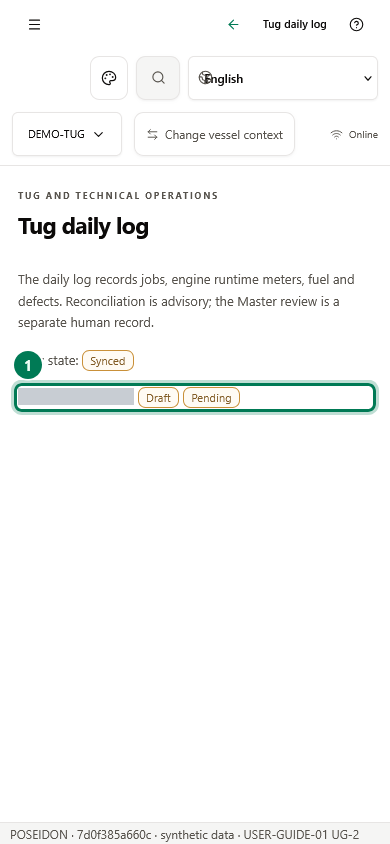 Tug daily log
English
DEMO-TUG
Change vessel context
Online
TUG AND TECHNICAL OPERATIONS
Tug daily log
The daily log records jobs, engine runtime meters, fuel and
defects. Reconciliation is advisory; the Master review is a
separate human record.
1 state: Synced
Draft Pending
POSEIDON · 7d0f385a660c · synthetic data · USER-GUIDE-01 UG-2